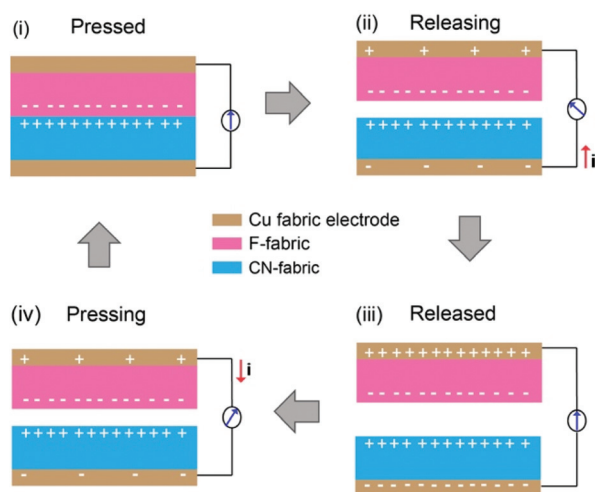 (i) Pressed
(ii) Releasing
- - - - - - - - - - - -
+ + + + + + + + + + + + +
+ + + +
- - - - - - - - - - - -
+ + + + + + + + + + + +
- - - -
i
Cu fabric electrode
F-fabric
CN-fabric
(iv) Pressing
(iii) Released
+ + + +
- - - - - - - - - - - -
+ + + + + + + + + + + + +
- - - -
i
+ + + + + + + + + + + + +
- - - - - - - - - - - -
+ + + + + + + + + + + +
- - - - - - - - - - - -